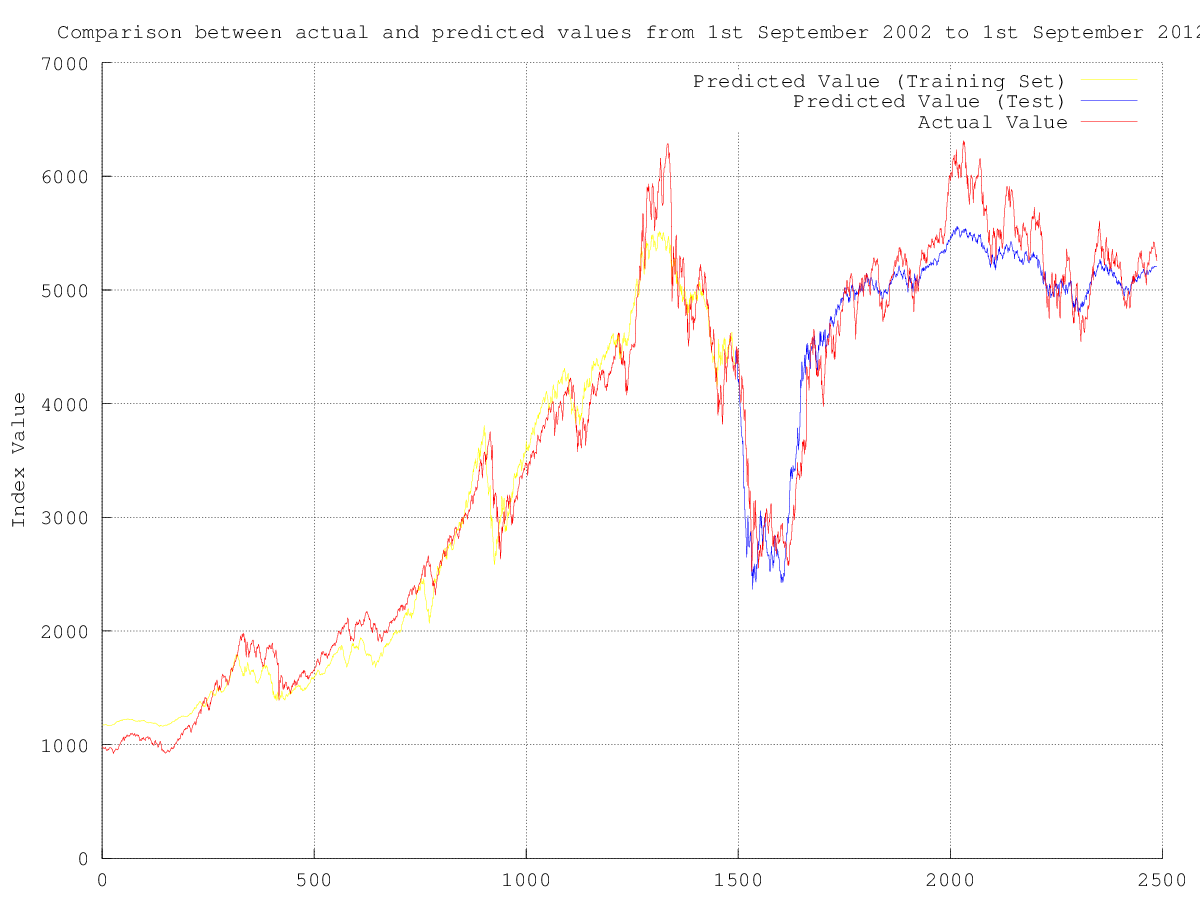 Comparison between actual and predicted values from 1st September 2002 to 1st September 2012
7000
Predicted Value (Training Set)
Predicted Value (Test)
Actual Value
6000
5000
4000
Index Value
3000
2000
1000
0
0 500 1000 1500 2000 2500